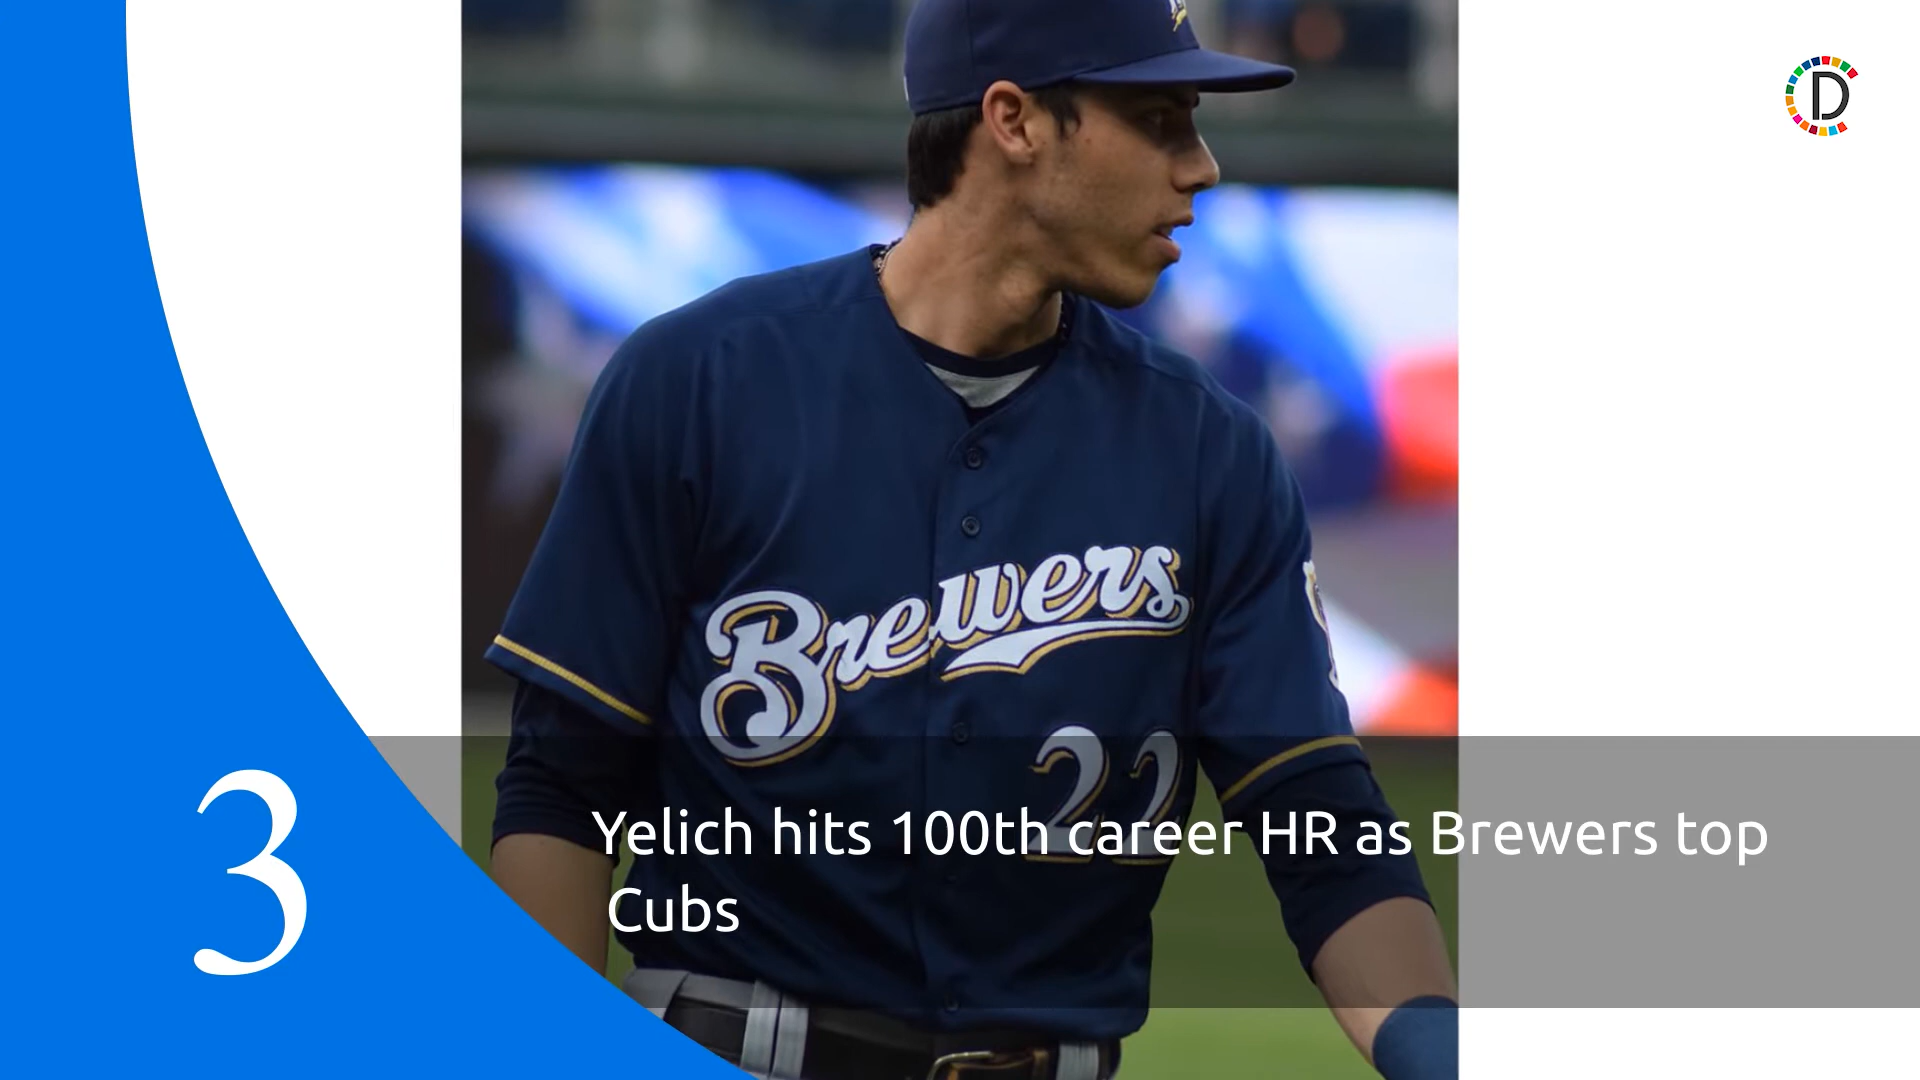 D
Brewers
22
3
Yelich hits 100th career HR as Brewers top
Cubs